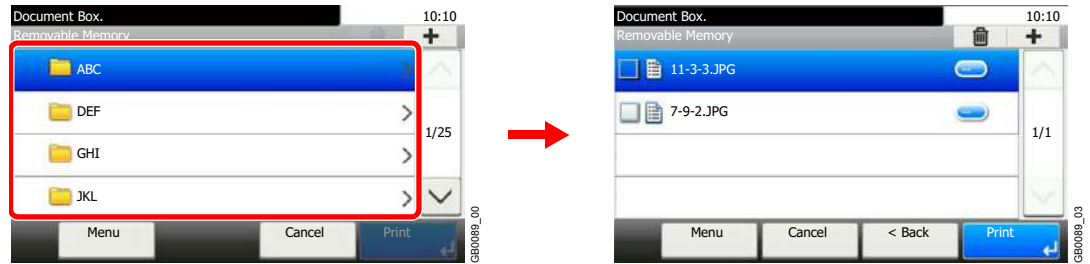 Document Box.
10:10
Removable Memory
ABC
DEF
1/25
GHI
JKL
Menu
Cancel
Print
GB0089_00
Document Box.
10:10
Removable Memory
11-3-3.JPG
7-9-2.JPG
1/1
Menu
Cancel
< Back
Print
GB0089_03